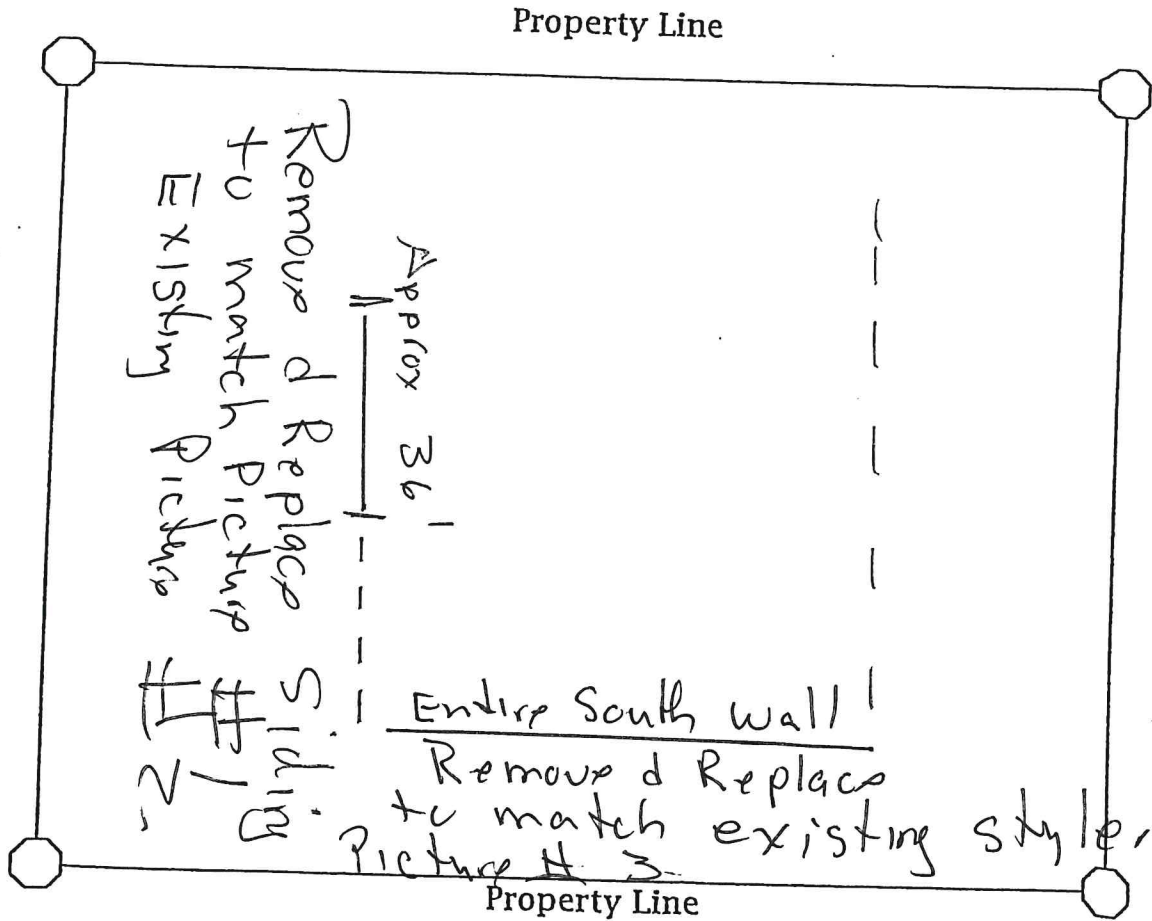 Property Line
Remove d Replace Siding
to match Picture #1
Existing Picture #2.
Approx 36'
Entire South wall
Remove d Replace
to match existing style.
Picture # 3
Property Line